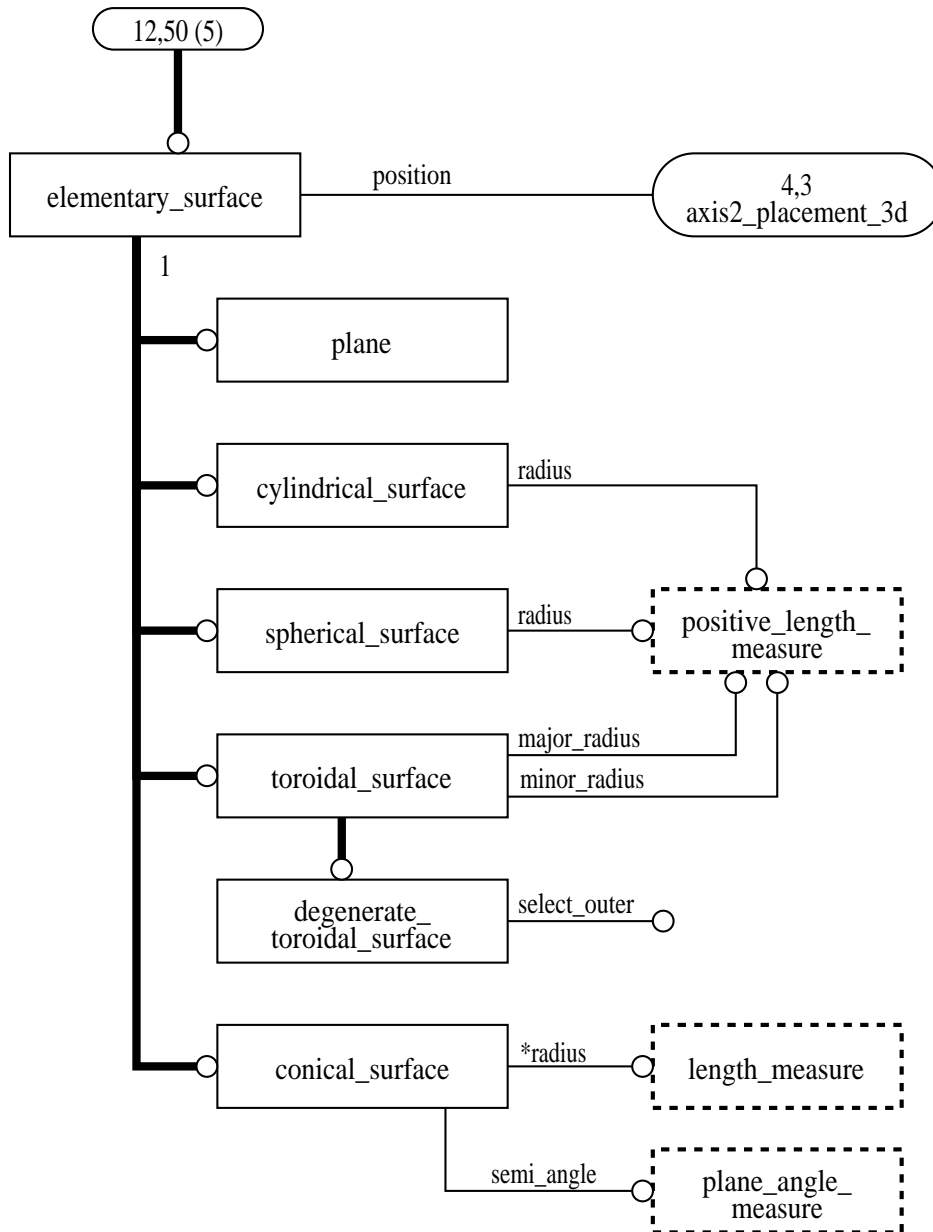 12,50 (5)
elementary_surface
position
4,3
axis2_placement_3d
1
plane
cylindrical_surface
radius
spherical_surface
radius
positive_length_
measure
toroidal_surface
major_radius
minor_radius
degenerate_
toroidal_surface
select_outer
conical_surface
*radius
length_measure
semi_angle
plane_angle_
measure